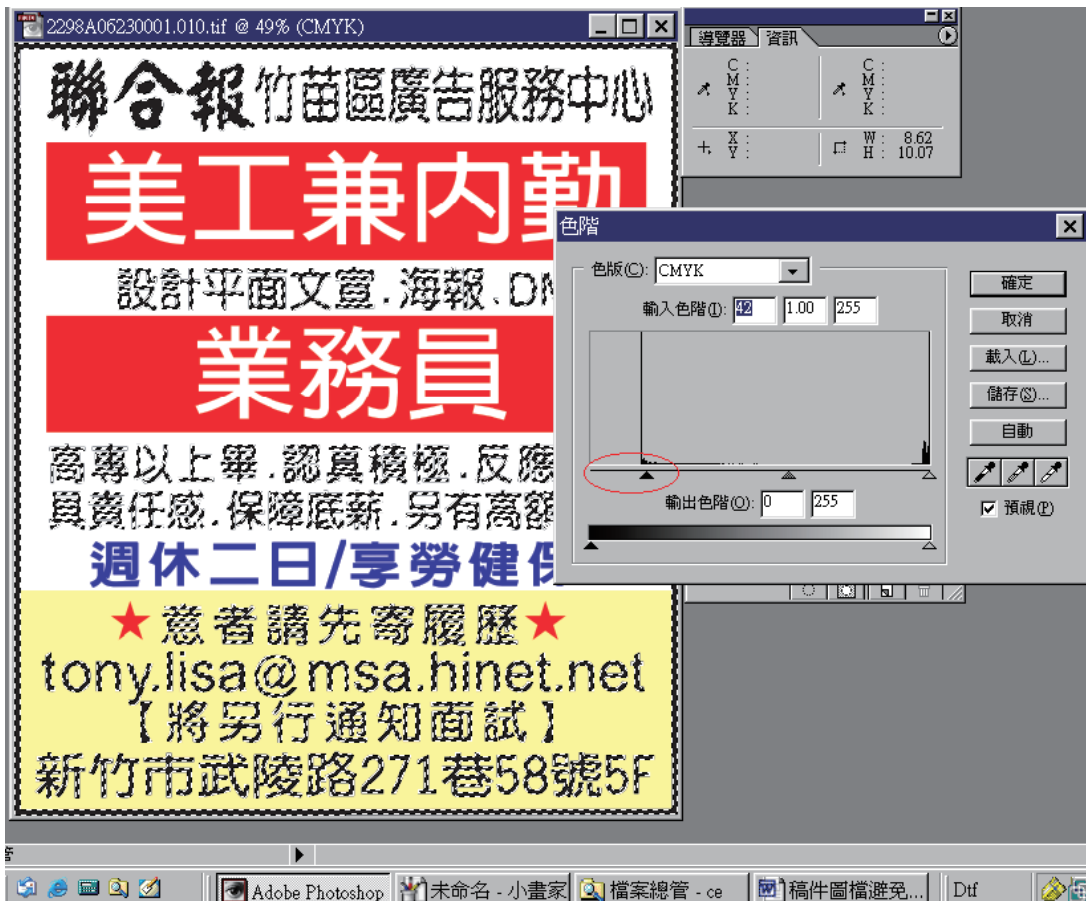 2298A06230001.010.tif @ 49% (CMYK)
聯合報竹苗區廣告服務中心
美工兼内勤
設計平面文宣.海報、DM
業務員
高專以上畢.認真積極.反應
具責任感.保障底薪.另有高額
週休二日/享勞健保
★意者請先寄履歷★
tony.lisa@msa.hinet.net
【將另行通知面試】
新竹市武陵路271巷58號5F
導覽器 資訊
C : C :
M : M :
Y : Y :
K : K :
X : W : 8.62
Y : H : 10.07
色階
色版(C): CMYK
輸入色階(I): 42 1.00 255
輸出色階(O): 0 255
確定
取消
載入(L)...
儲存(S)...
自動
預視(P)
Adobe Photoshop
未命名 - 小畫家
檔案總管 - ce
稿件圖檔避免...
Dtf